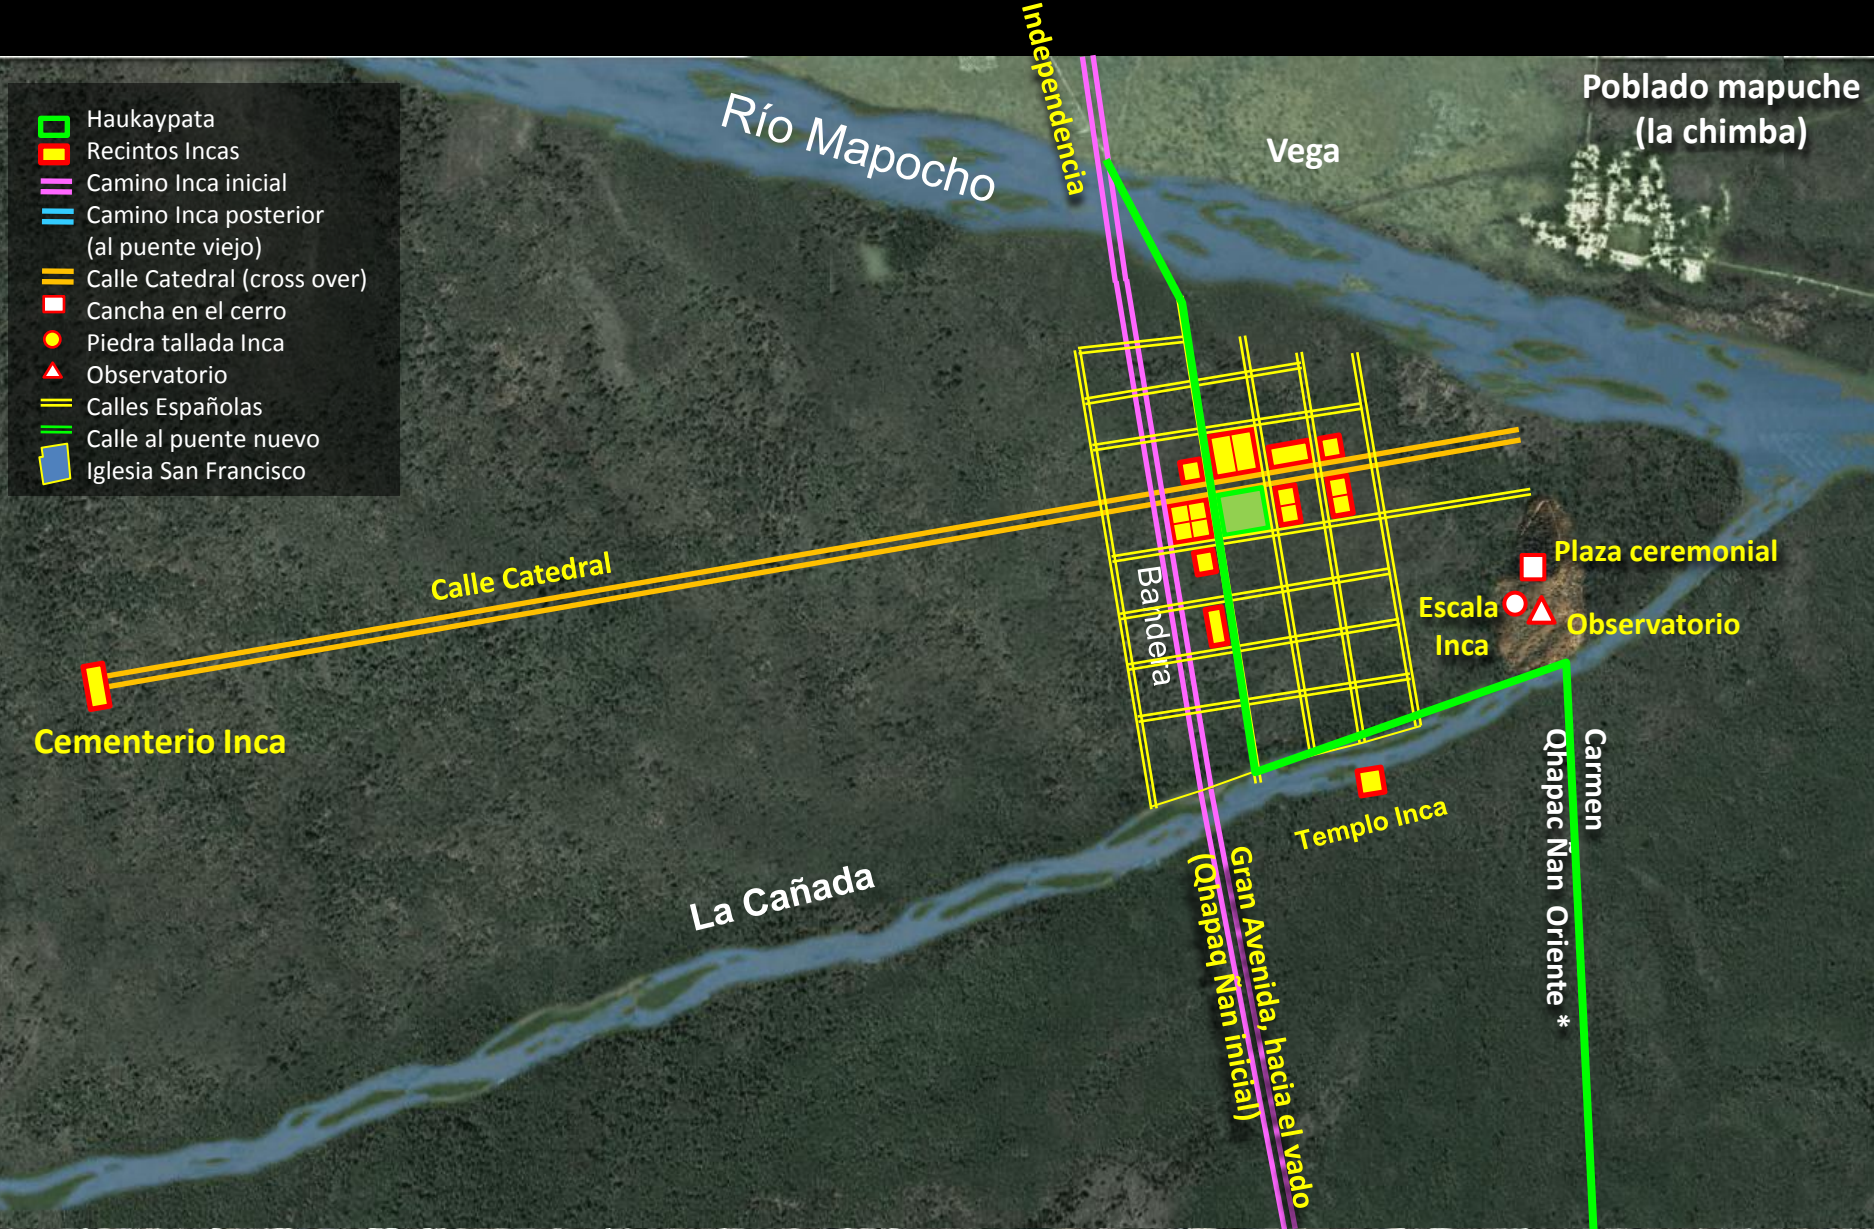 Independencia
Poblado mapuche
(la chimba)
Río Mapocho
Vega
Haukaypata
Recintos Incas
Camino Inca inicial
Camino Inca posterior
(al puente viejo)
Calle Catedral (cross over)
Cancha en el cerro
Piedra tallada Inca
Observatorio
Calles Españolas
Calle al puente nuevo
Iglesia San Francisco
Calle Catedral
Bandera
Plaza ceremonial
Escala
Inca
Observatorio
Cementerio Inca
Carmen
Qhapac Ñan Oriente *
Templo Inca
La Cañada
Gran Avenida, hacia el vado
(Qhapaq Ñan inicial)